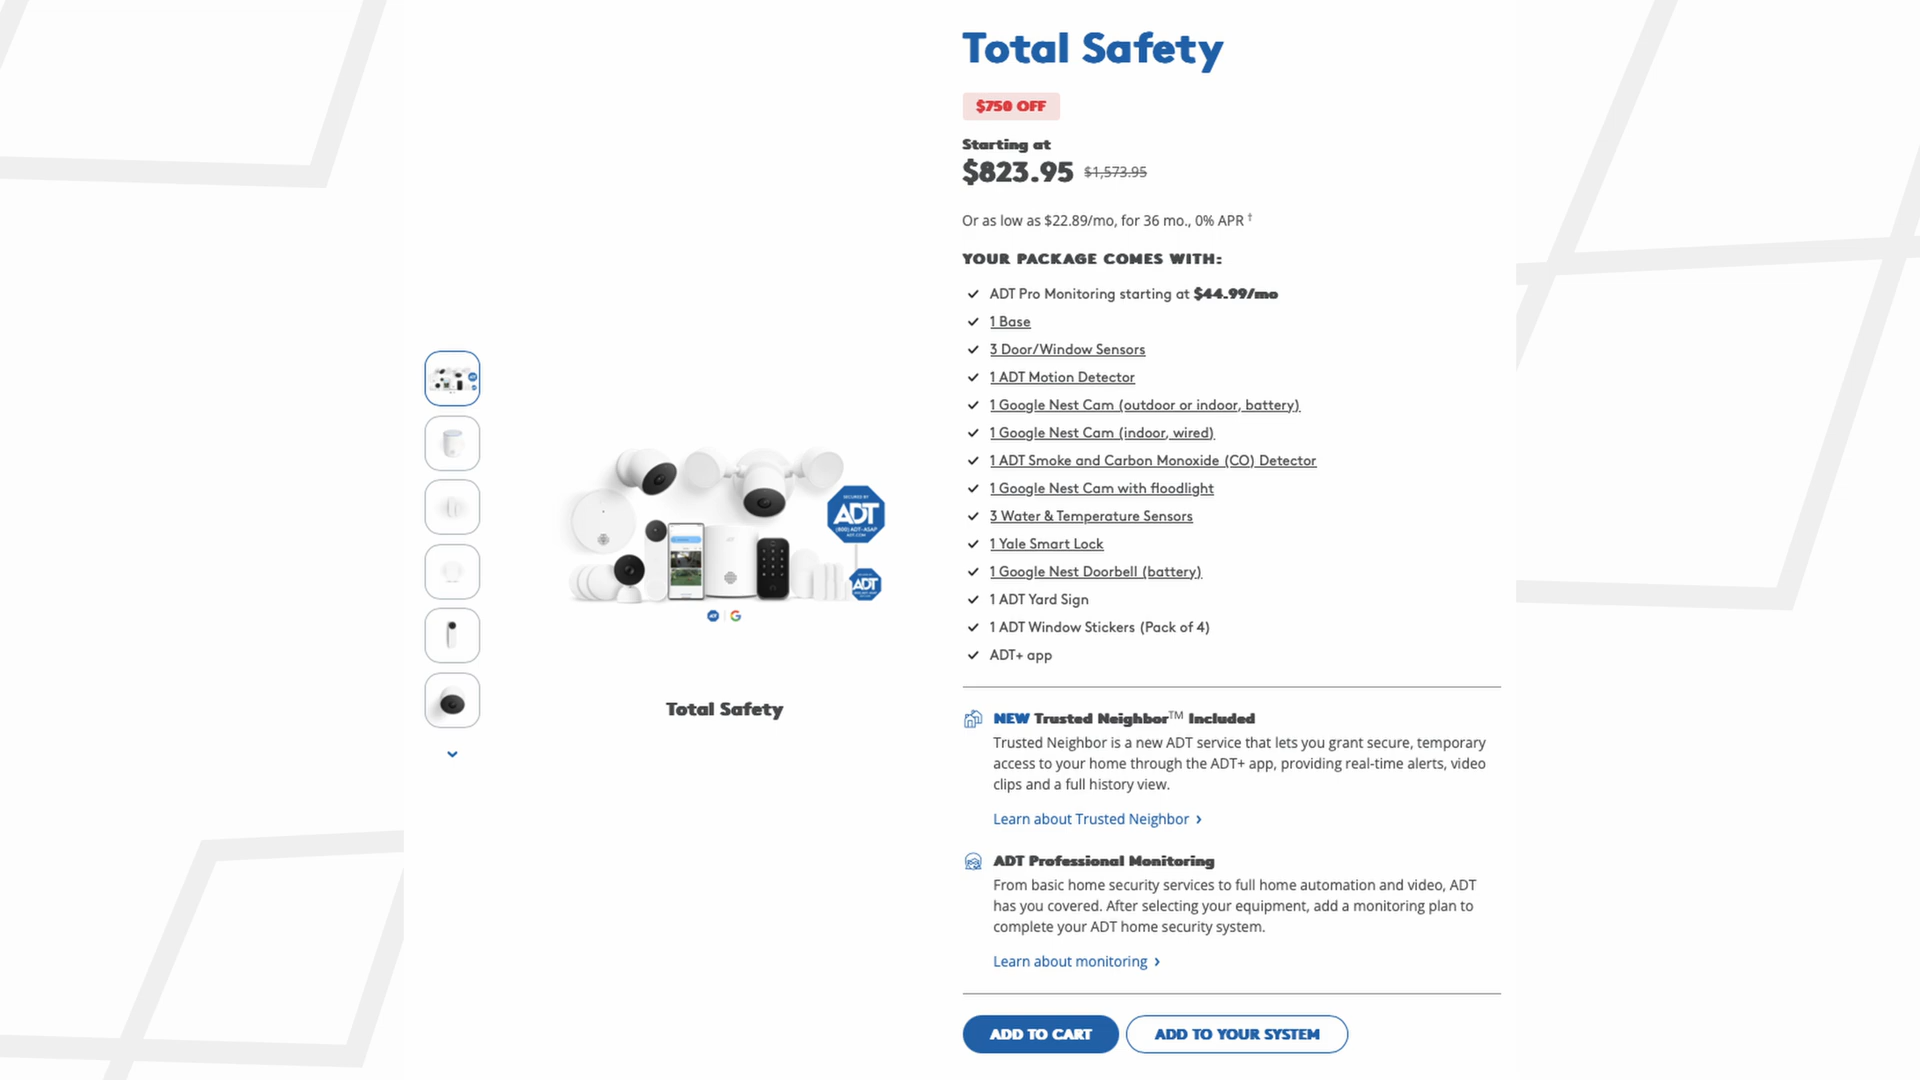 Total Safety
$750 OFF
Starting at
$823.95 $1,573.95
Or as low as $22.89/mo, for 36 mo., 0% APR †
YOUR PACKAGE COMES WITH:
ADT Pro Monitoring starting at $44.99/mo
1 Base
3 Door/Window Sensors
1 ADT Motion Detector
1 Google Nest Cam (outdoor or indoor, battery)
1 Google Nest Cam (indoor, wired)
1 ADT Smoke and Carbon Monoxide (CO) Detector
1 Google Nest Cam with floodlight
3 Water & Temperature Sensors
1 Yale Smart Lock
1 Google Nest Doorbell (battery)
1 ADT Yard Sign
1 ADT Window Stickers (Pack of 4)
ADT+ app
SECURED BY
ADT
(800) ADT-ASAP
ADT.COM
ADT
Total Safety
NEW Trusted Neighbor™ Included
Trusted Neighbor is a new ADT service that lets you grant secure, temporary
access to your home through the ADT+ app, providing real-time alerts, video
clips and a full history view.
Learn about Trusted Neighbor
ADT Professional Monitoring
From basic home security services to full home automation and video, ADT
has you covered. After selecting your equipment, add a monitoring plan to
complete your ADT home security system.
Learn about monitoring
ADD TO CART
ADD TO YOUR SYSTEM